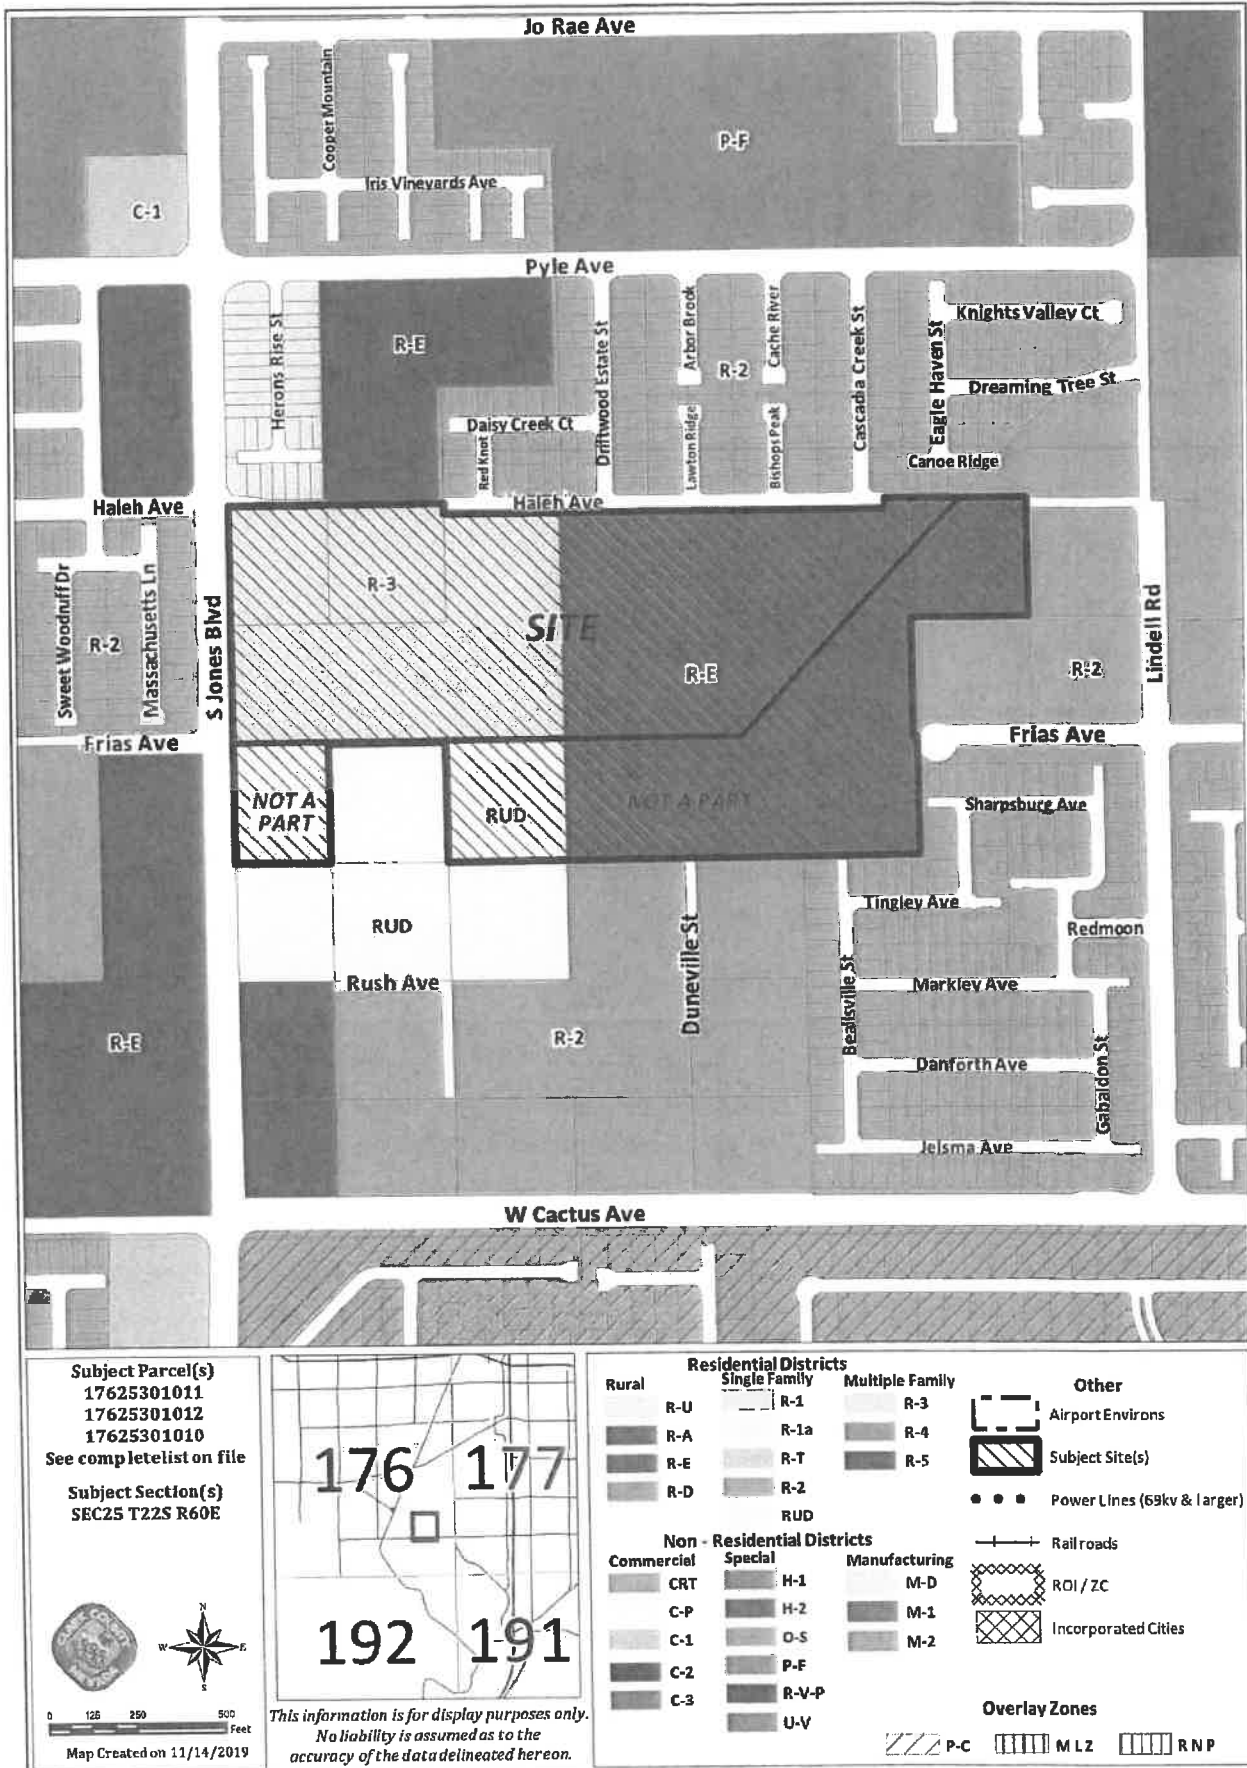 Jo Rae Ave
Cooper Mountain
P-F
Iris Vineyards Ave
C-1
Pyle Ave
Herons Rise St
R-E
Driftwood Estate St
Arbor Brook
Cache River
R-2
Cascadia Creek St
Eagle Haven St
Knights Valley Ct
Dreaming Tree St
Daisy Creek Ct
Red Knot
Lawton Ridge
Bishops Peak
Canoe Ridge
Haleh Ave
Haleh Ave
Sweet Woodruff Dr
R-2
Massachusetts Ln
S Jones Blvd
R-3
SITE
R-E
R-2
Lindell Rd
Frias Ave
Frias Ave
NOT A
PART
RUD
NOT A PART
Sharpsburg Ave
Tingley Ave
RUD
Redmoon
Rush Ave
Duneville St
Bealisville St
Markley Ave
R-E
R-2
Danforth Ave
Gabaldon St
Jelsma Ave
W Cactus Ave
Subject Parcel(s)
17625301011
17625301012
17625301010
See completelist on file
Subject Section(s)
SEC25 T22S R60E
N
W
E
S
0 125 250 500
Feet
Map Created on 11/14/2019
176 177
192 191
This information is for display purposes only.
No liability is assumed as to the
accuracy of the data delineated hereon.
Residential Districts
Rural
R-U
R-A
R-E
R-D
Single Family
R-1
R-1a
R-T
R-2
RUD
Multiple Family
R-3
R-4
R-5
Non - Residential Districts
Commercial
CRT
C-P
C-1
C-2
C-3
Special
H-1
H-2
O-S
P-F
R-V-P
U-V
Manufacturing
M-D
M-1
M-2
Other
Airport Environs
Subject Site(s)
Power Lines (69kv & larger)
Railroads
ROI / ZC
Incorporated Cities
Overlay Zones
P-C
MLZ
RNP